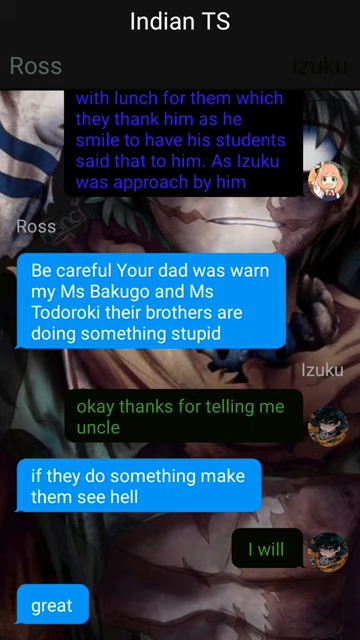 Indian TS
Ross
Izuku
with lunch for them which
they thank him as he
smile to have his students
said that to him. As Izuku
was approach by him
Ross
Be careful Your dad was warn
my Ms Bakugo and Ms
Todoroki their brothers are
doing something stupid
Izuku
okay thanks for telling me
uncle
if they do something make
them see hell
I will
great